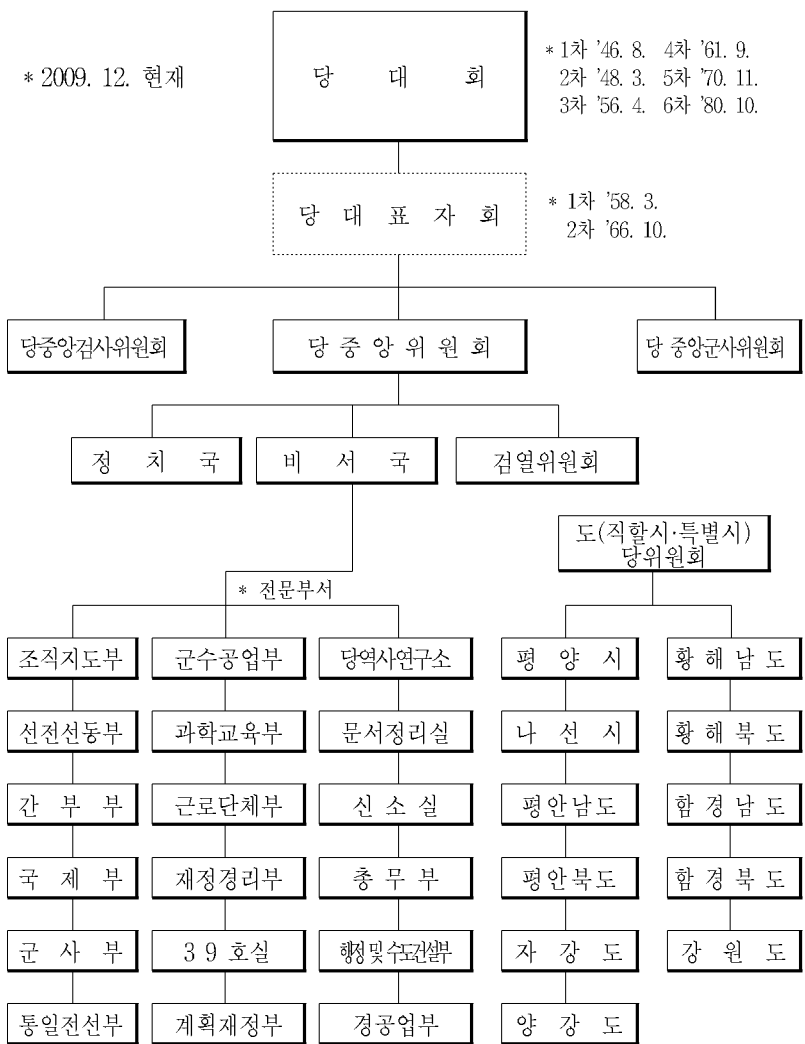 * 2009. 12. 현재
당 대 회
* 1차 '46. 8. 4차 '61. 9.
2차 '48. 3. 5차 '70. 11.
3차 '56. 4. 6차 '80. 10.
당 대 표 자 회
* 1차 '58. 3.
2차 '66. 10.
당중앙검사위원회
당 중 앙 위 원 회
당 중앙군사위원회
정 치 국
비 서 국
검열위원회
도(직할시·특별시)
당위원회
* 전문부서
조직지도부
군수공업부
당역사연구소
평 양 시
황 해 남 도
선전선동부
과학교육부
문서정리실
나 선 시
황 해 북 도
간 부 부
근로단체부
신 소 실
평안남도
함 경 남 도
국 제 부
재정경리부
총 무 부
평안북도
함 경 북 도
군 사 부
3 9 호실
행정 및 수도건설부
자 강 도
강 원 도
통일전선부
계획재정부
경공업부
양 강 도